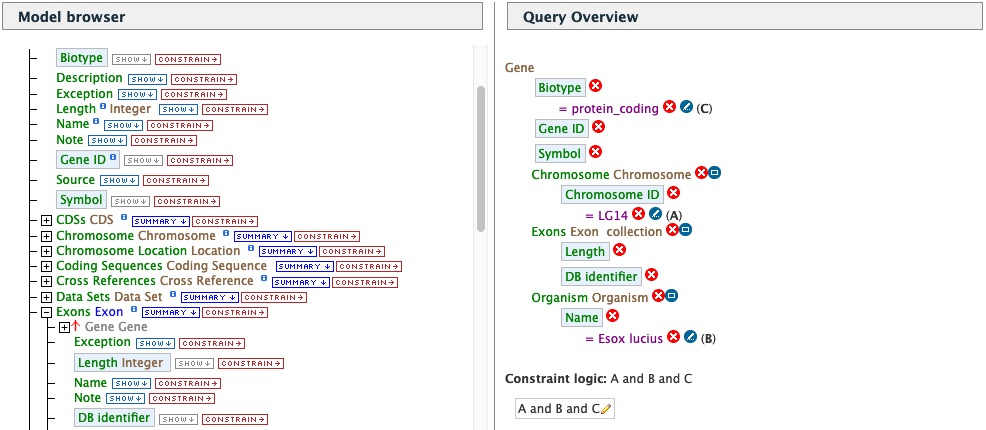 Model browser
Biotype SHOW↓ CONSTRAIN→
Description SHOW↓ CONSTRAIN→
Exception SHOW↓ CONSTRAIN→
Length i Integer SHOW↓ CONSTRAIN→
Name i SHOW↓ CONSTRAIN→
Note SHOW↓ CONSTRAIN→
Gene ID i SHOW↓ CONSTRAIN→
Source SHOW↓ CONSTRAIN→
Symbol SHOW↓ CONSTRAIN→
CDSs CDS i SUMMARY ↓ CONSTRAIN→
Chromosome Chromosome i SUMMARY ↓ CONSTRAIN→
Chromosome Location Location i SUMMARY ↓ CONSTRAIN→
Coding Sequences Coding Sequence SUMMARY ↓ CONSTRAIN→
Cross References Cross Reference i SUMMARY ↓ CONSTRAIN→
Data Sets Data Set i SUMMARY ↓ CONSTRAIN→
Exons Exon i SUMMARY ↓ CONSTRAIN→
Gene Gene
Exception SHOW↓ CONSTRAIN→
Length Integer SHOW↓ CONSTRAIN→
Name SHOW↓ CONSTRAIN→
Note SHOW↓ CONSTRAIN→
DB identifier SHOW↓ CONSTRAIN→
Query Overview
Gene
Biotype
= protein_coding (C)
Gene ID
Symbol
Chromosome Chromosome
Chromosome ID
= LG14 (A)
Exons Exon collection
Length
DB identifier
Organism Organism
Name
= Esox lucius (B)
Constraint logic: A and B and C
A and B and C